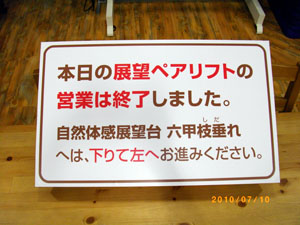 本日の展望ペアリフトの
営業は終了しました。
自然体感展望台 六甲枝垂れ
しだ
へは、下りて左へお進みください。
2010/07/10